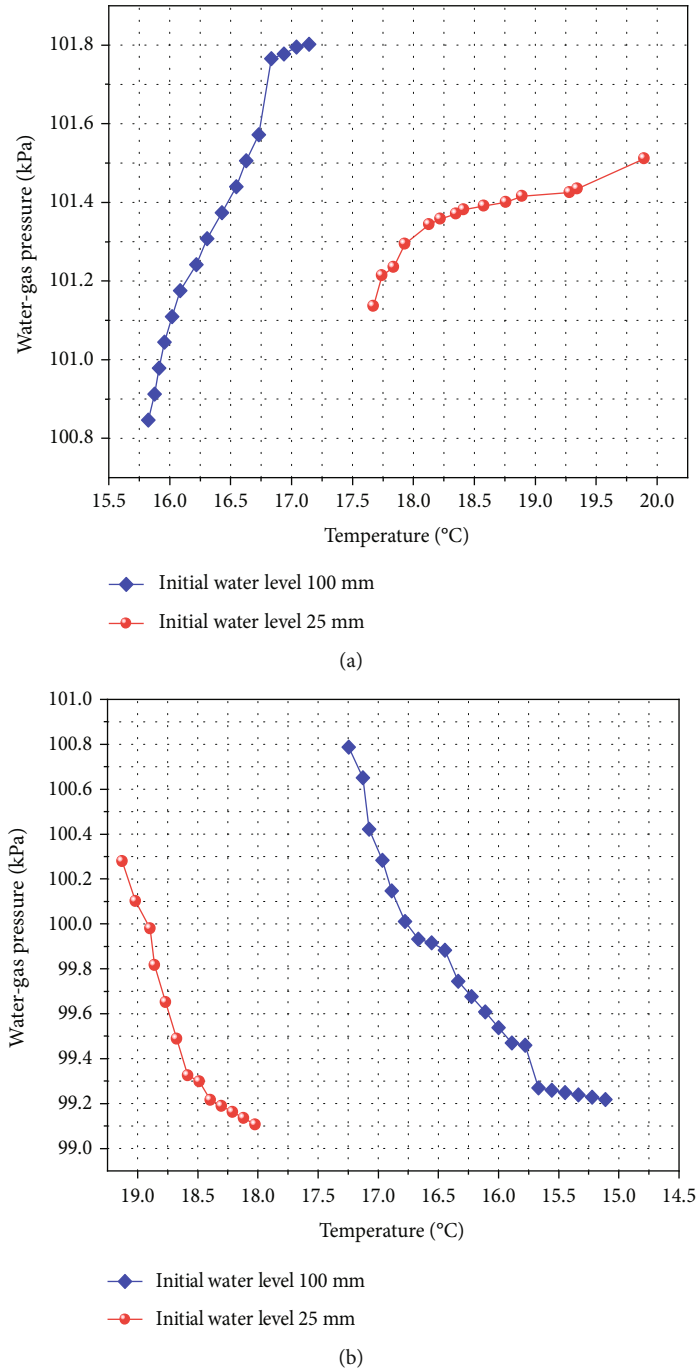 101.8
101.6
101.4
101.2
101.0
100.8
Water-gas pressure (kPa)
15.5 16.0 16.5 17.0 17.5 18.0 18.5 19.0 19.5 20.0
Temperature (°C)
Initial water level 100 mm
Initial water level 25 mm
(a)
101.0
100.8
100.6
100.4
100.2
100.0
99.8
99.6
99.4
99.2
99.0
Water-gas pressure (kPa)
19.0 18.5 18.0 17.5 17.0 16.5 16.0 15.5 15.0 14.5
Temperature (°C)
Initial water level 100 mm
Initial water level 25 mm
(b)